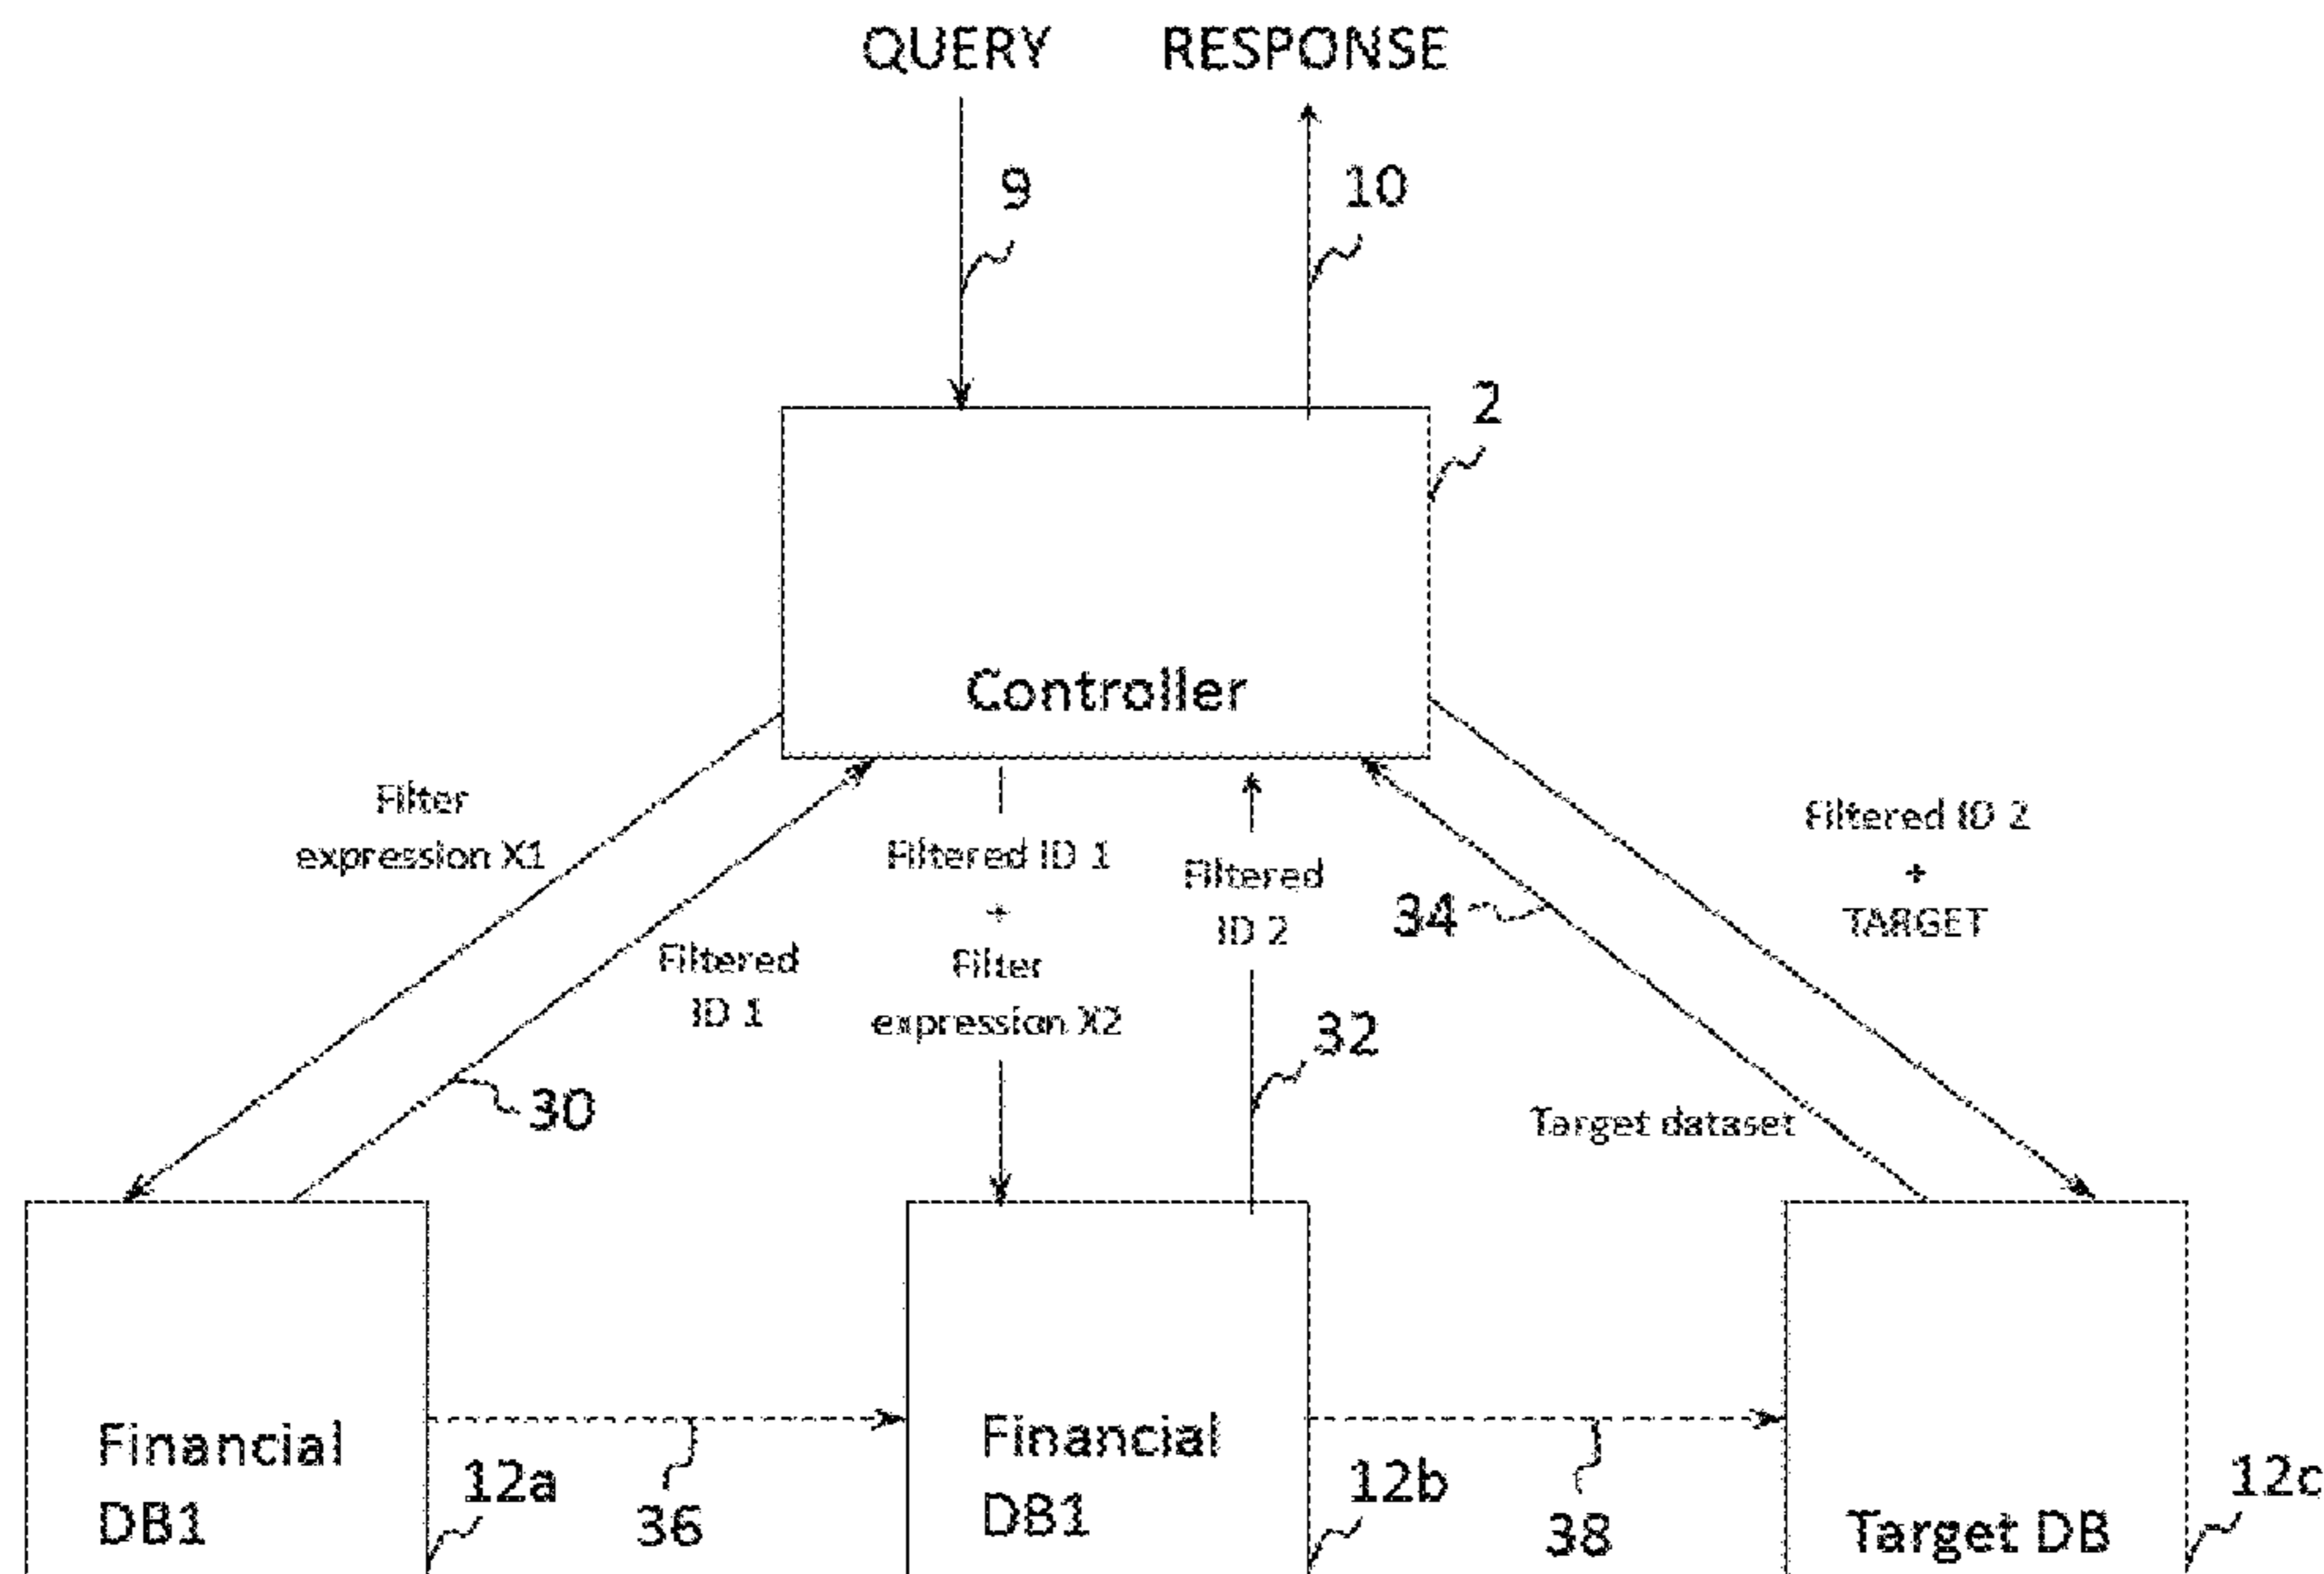 QUERY RESPONSE
9
10
2
Controller
Filter
expression X1
Filtered
ID 1
30
Filtered ID 1
+
Filter
expression X2
Filtered
ID 2
32
34
Filtered ID 2
+
TARGET
Target dataset
Financial
DB1
12a
36
Financial
DB1
12b
38
Target DB
12c